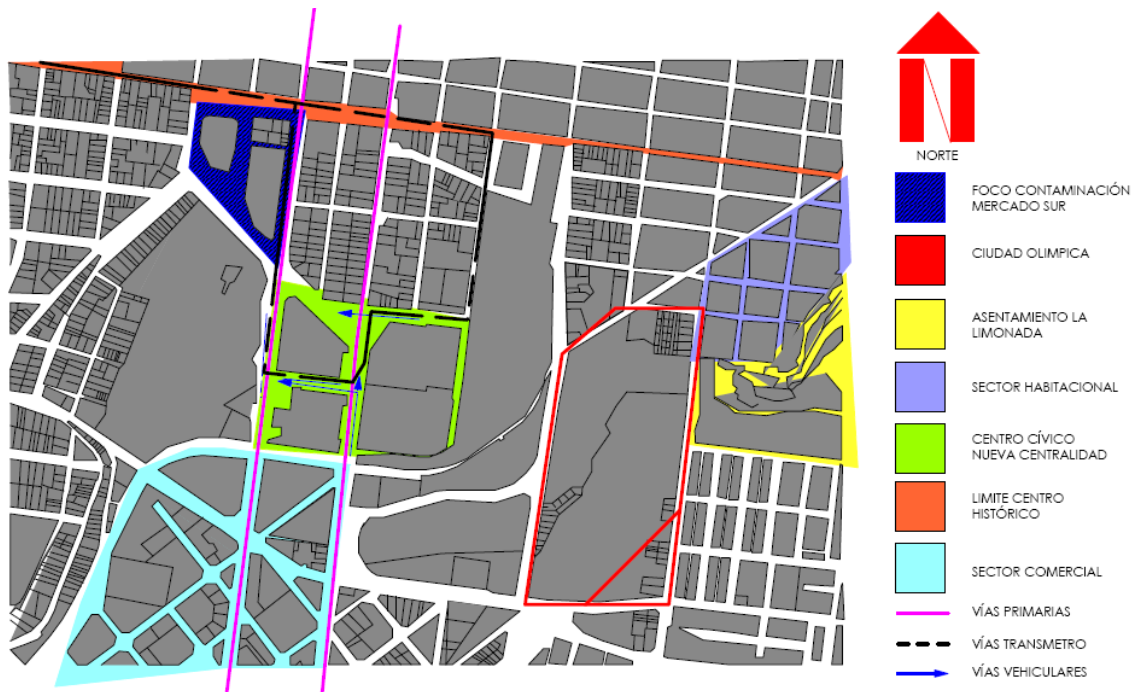 NORTE
FOCO CONTAMINACIÓN
MERCADO SUR
CIUDAD OLIMPICA
ASENTAMIENTO LA
LIMONADA
SECTOR HABITACIONAL
CENTRO CÍVICO
NUEVA CENTRALIDAD
LIMITE CENTRO
HISTÓRICO
SECTOR COMERCIAL
VÍAS PRIMARIAS
VÍAS TRANSMETRO
VÍAS VEHICULARES